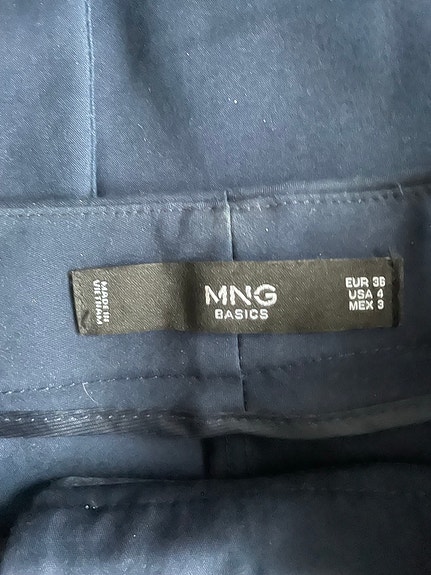 MADE IN
VIETNAM
MNG
BASICS
EUR 36
USA 4
MEX 3